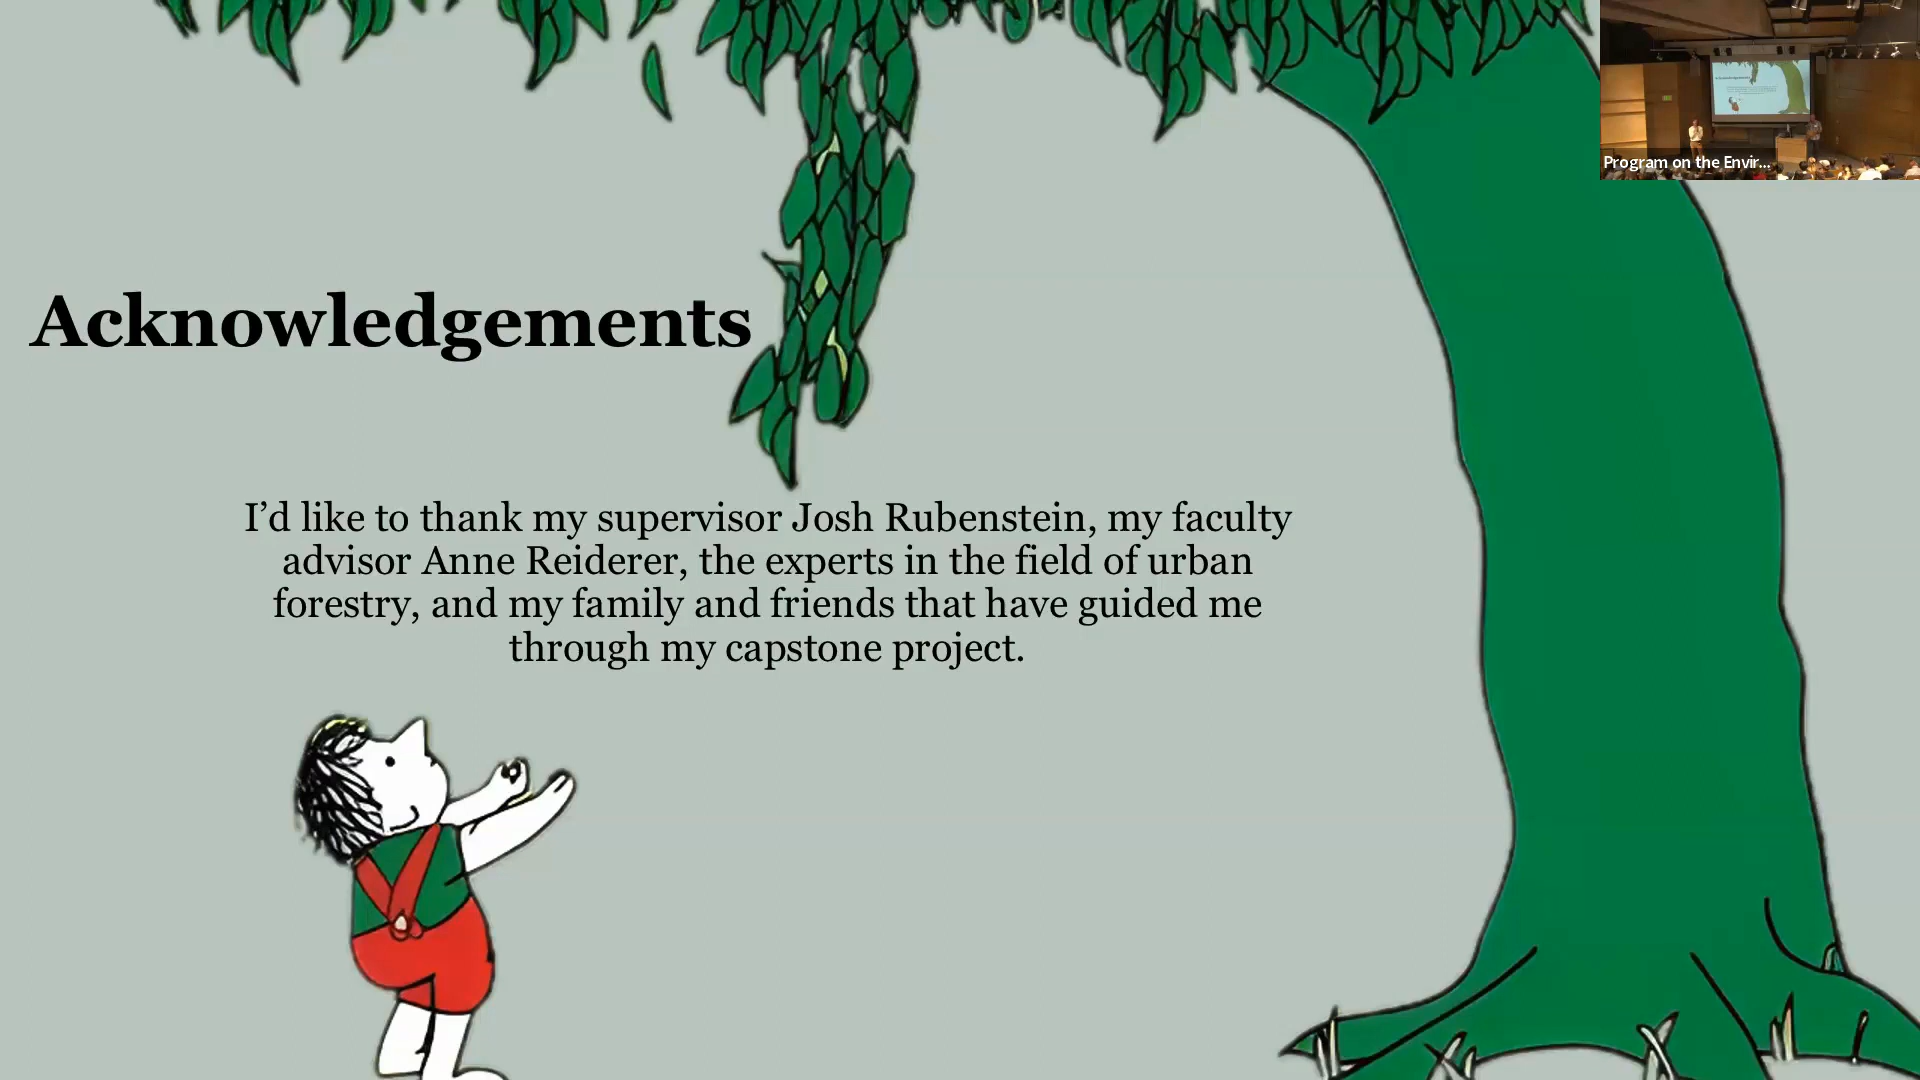 Acknowledgements
I’d like to thank my supervisor Josh Rubenstein, my faculty
advisor Anne Reiderer, the experts in the field of urban
forestry, and my family and friends that have guided me
through my capstone project.
Program on the Envir...